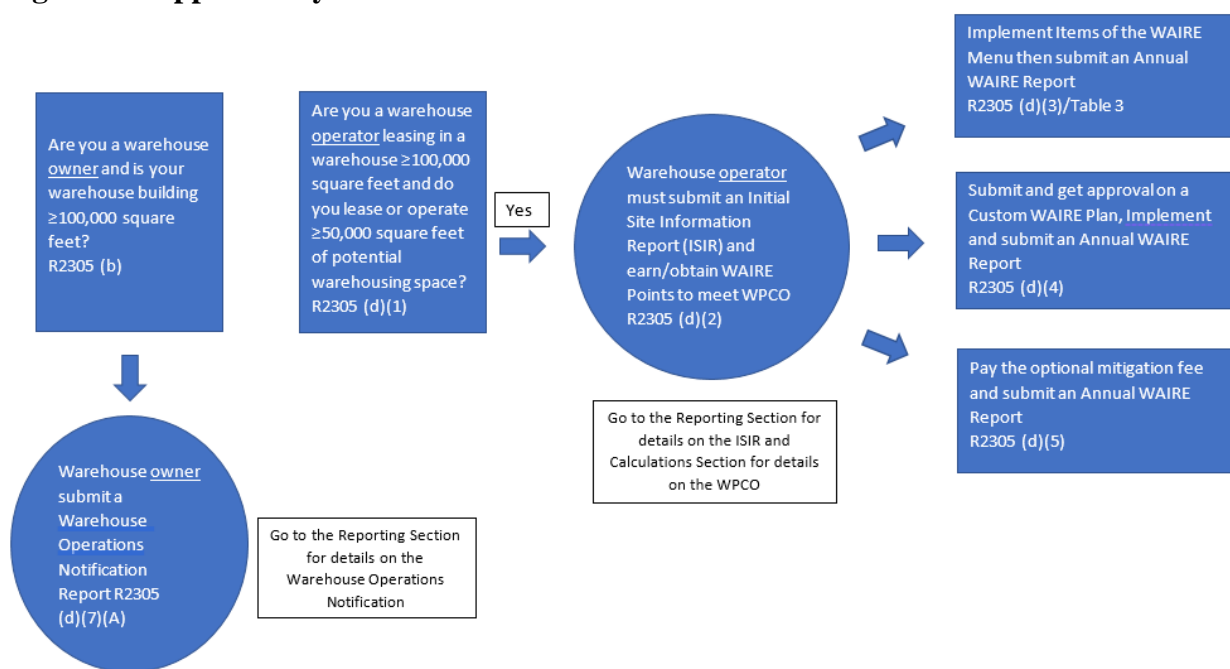 Applicability
Are you a warehouse
owner and is your
warehouse building
≥100,000 square
feet?
R2305 (b)
Are you a warehouse
operator leasing in a
warehouse ≥100,000
square feet and do
you lease or operate
≥50,000 square feet
of potential
warehousing space?
R2305 (d)(1)
Yes
Warehouse operator
must submit an Initial
Site Information
Report (ISIR) and
earn/obtain WAIRE
Points to meet WPCO
R2305 (d)(2)
Implement Items of the WAIRE
Menu then submit an Annual
WAIRE Report
R2305 (d)(3)/Table 3
Submit and get approval on a
Custom WAIRE Plan, Implement
and submit an Annual WAIRE
Report
R2305 (d)(4)
Pay the optional mitigation fee
and submit an Annual WAIRE
Report
R2305 (d)(5)
Go to the Reporting Section for
details on the ISIR and
Calculations Section for details
on the WPCO
Warehouse owner
submit a
Warehouse
Operations
Notification
Report R2305
(d)(7)(A)
Go to the Reporting Section
for details on the
Warehouse Operations
Notification